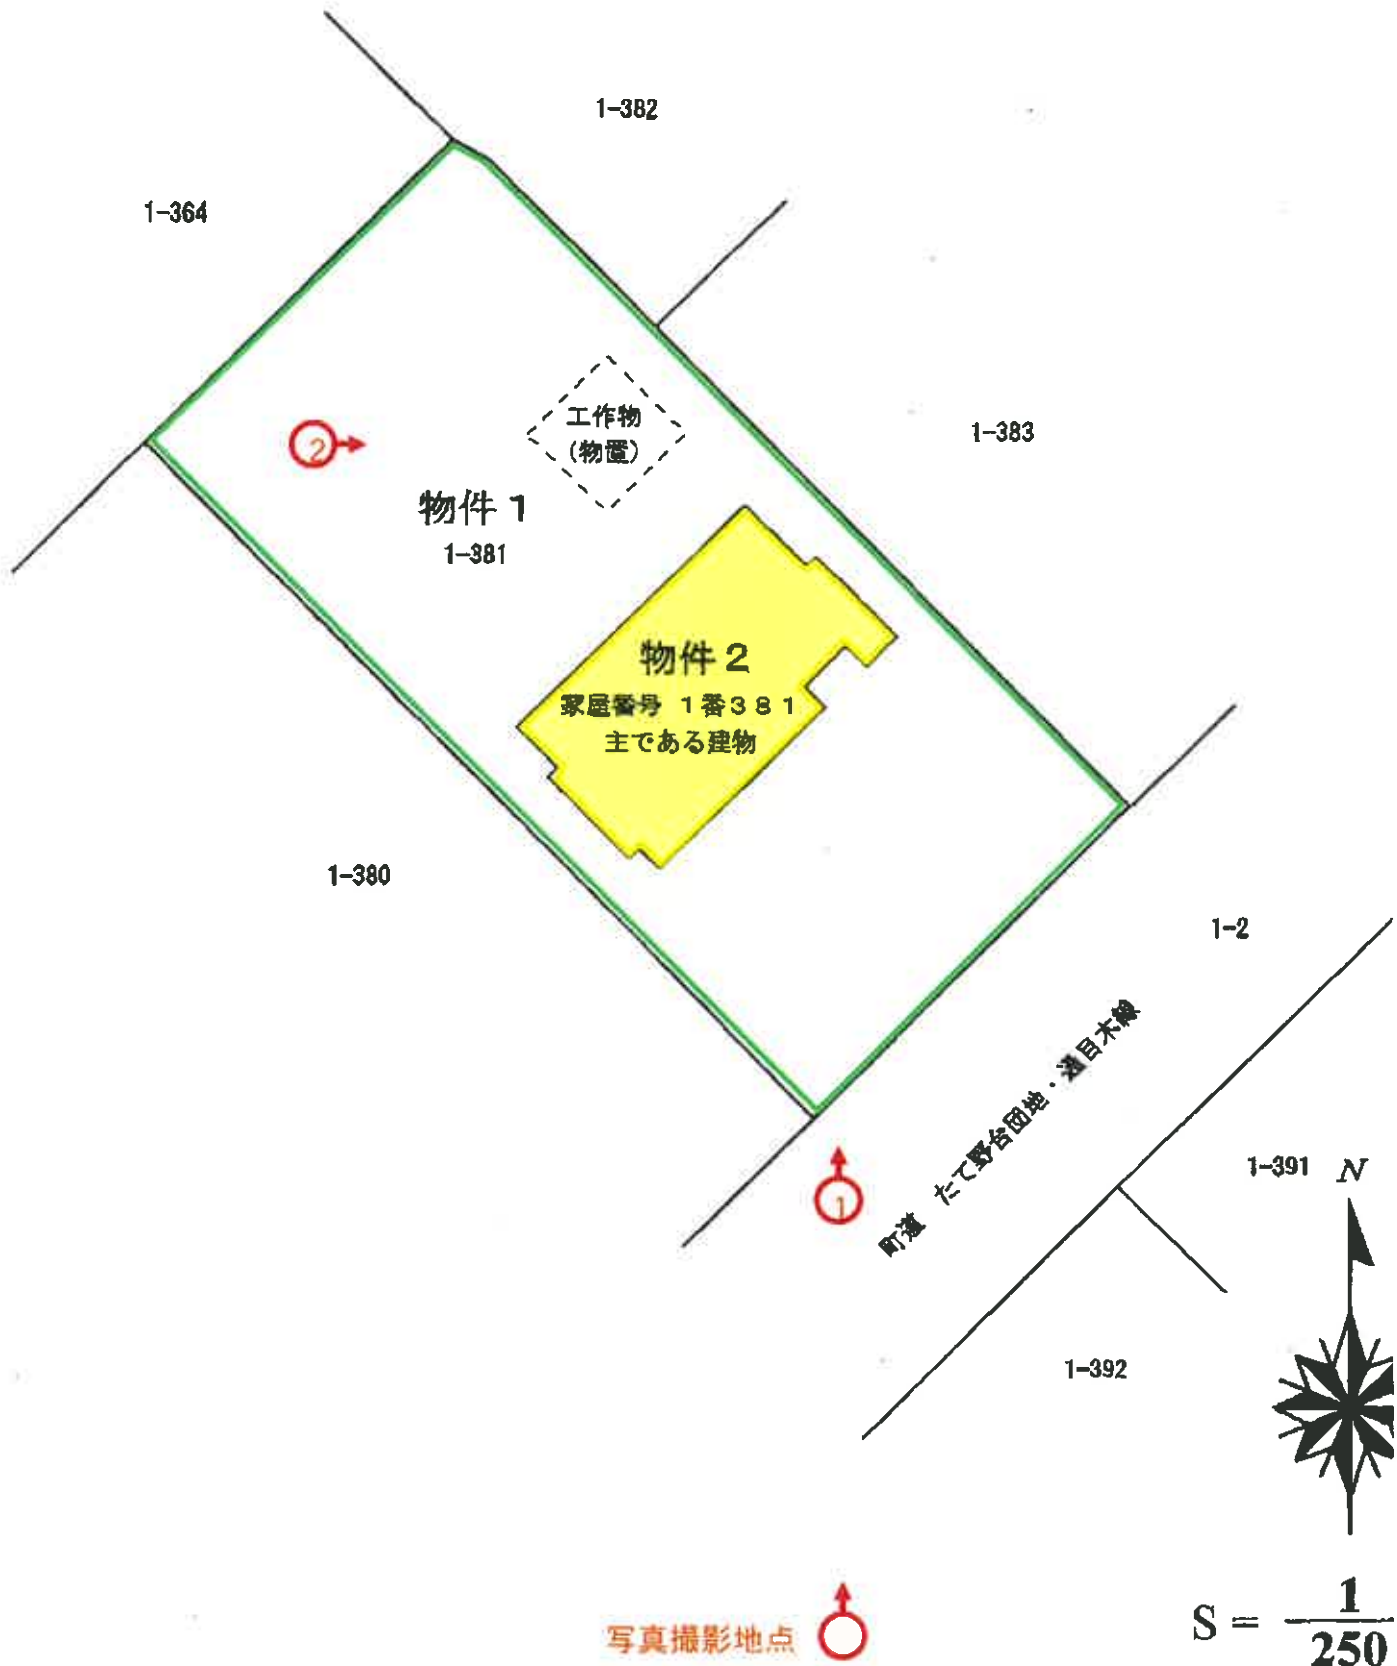 1-382
1-364
工作物
(物置)
1-383
物件 1
1-381
2
物件 2
家屋番号 1番381
主である建物
1-380
1-2
町道 たて野台団地・通目木線
1
1-391
N
1-392
写真撮影地点
S = 1/250